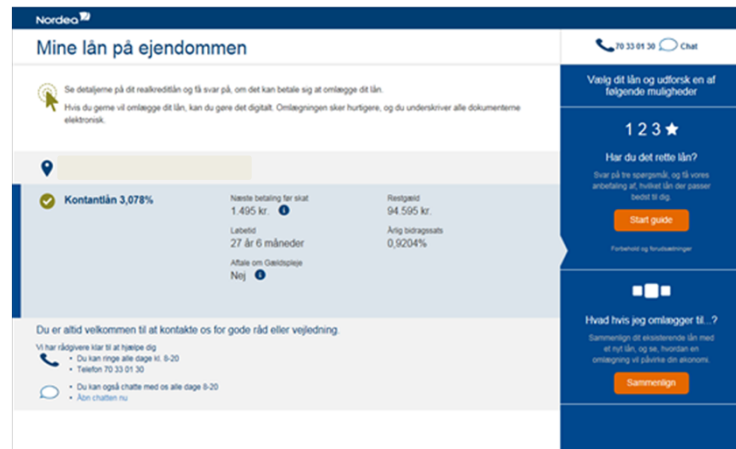 Nordea
Mine lån på ejendommen
70 33 01 30 Chat
Se detaljerne på dit realkreditlån og få svar på, om det kan betale sig at omlægge dit lån.
Hvis du gerne vil omlægge dit lån, kan du gøre det digitalt. Omlægningen sker hurtigere, og du underskriver alle dokumenterne
elektronisk.
Kontantlån 3,078%
Næste betaling før skat
1.495 kr.
Restgæld
94.595 kr.
Løbetid
27 år 6 måneder
Årlig bidragssats
0,9204%
Aftale om Gældspleje
Nej
Du er altid velkommen til at kontakte os for gode råd eller vejledning.
Vi har rådgivere klar til at hjælpe dig
• Du kan ringe alle dage kl. 8-20
• Telefon 70 33 01 30
• Du kan også chatte med os alle dage 8-20
• Åbn chatten nu
Vælg dit lån og udforsk en af
følgende muligheder
1 2 3
Har du det rette lån?
Svar på tre spørgsmål, og få vores
anbefaling af, hvilket lån der passer
bedst til dig.
Start guide
Forbehold og forudsætninger
Hvad hvis jeg omlægger til...?
Sammenlign dit eksisterende lån med
et nyt lån, og se, hvordan en
omlægning vil påvirke din økonomi.
Sammenlign